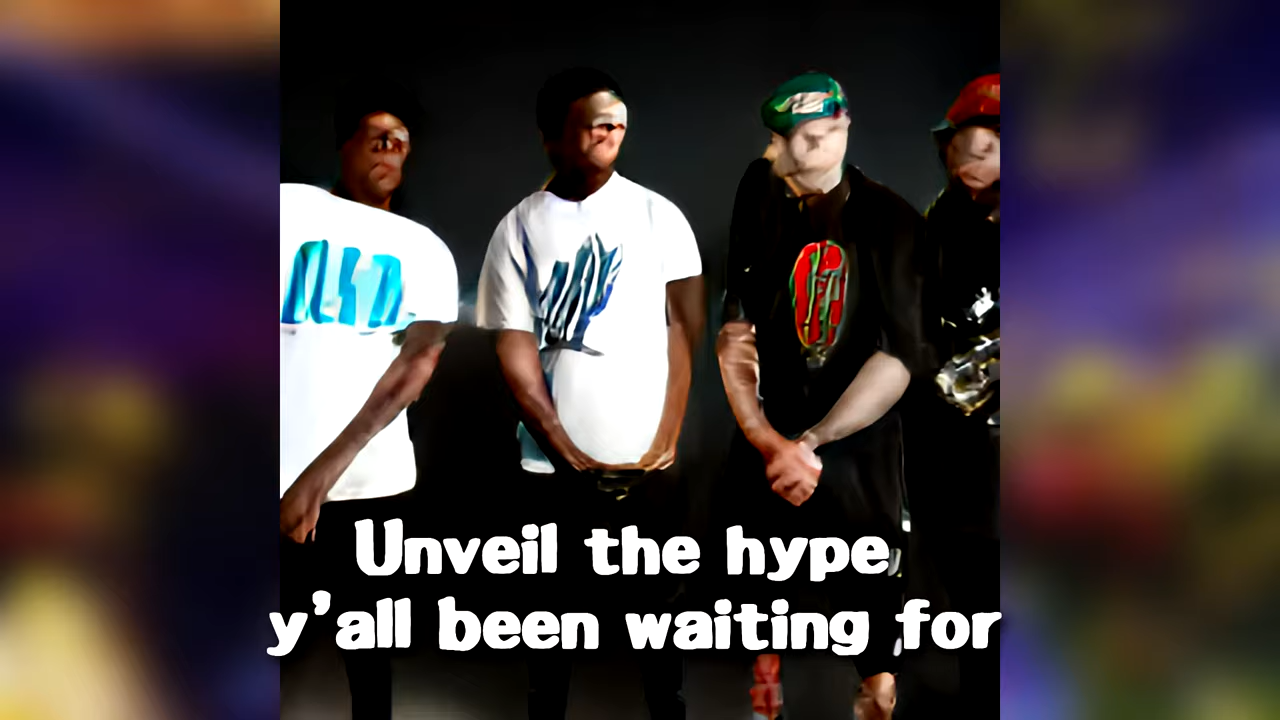 Unveil the hype,
y'all been waiting for